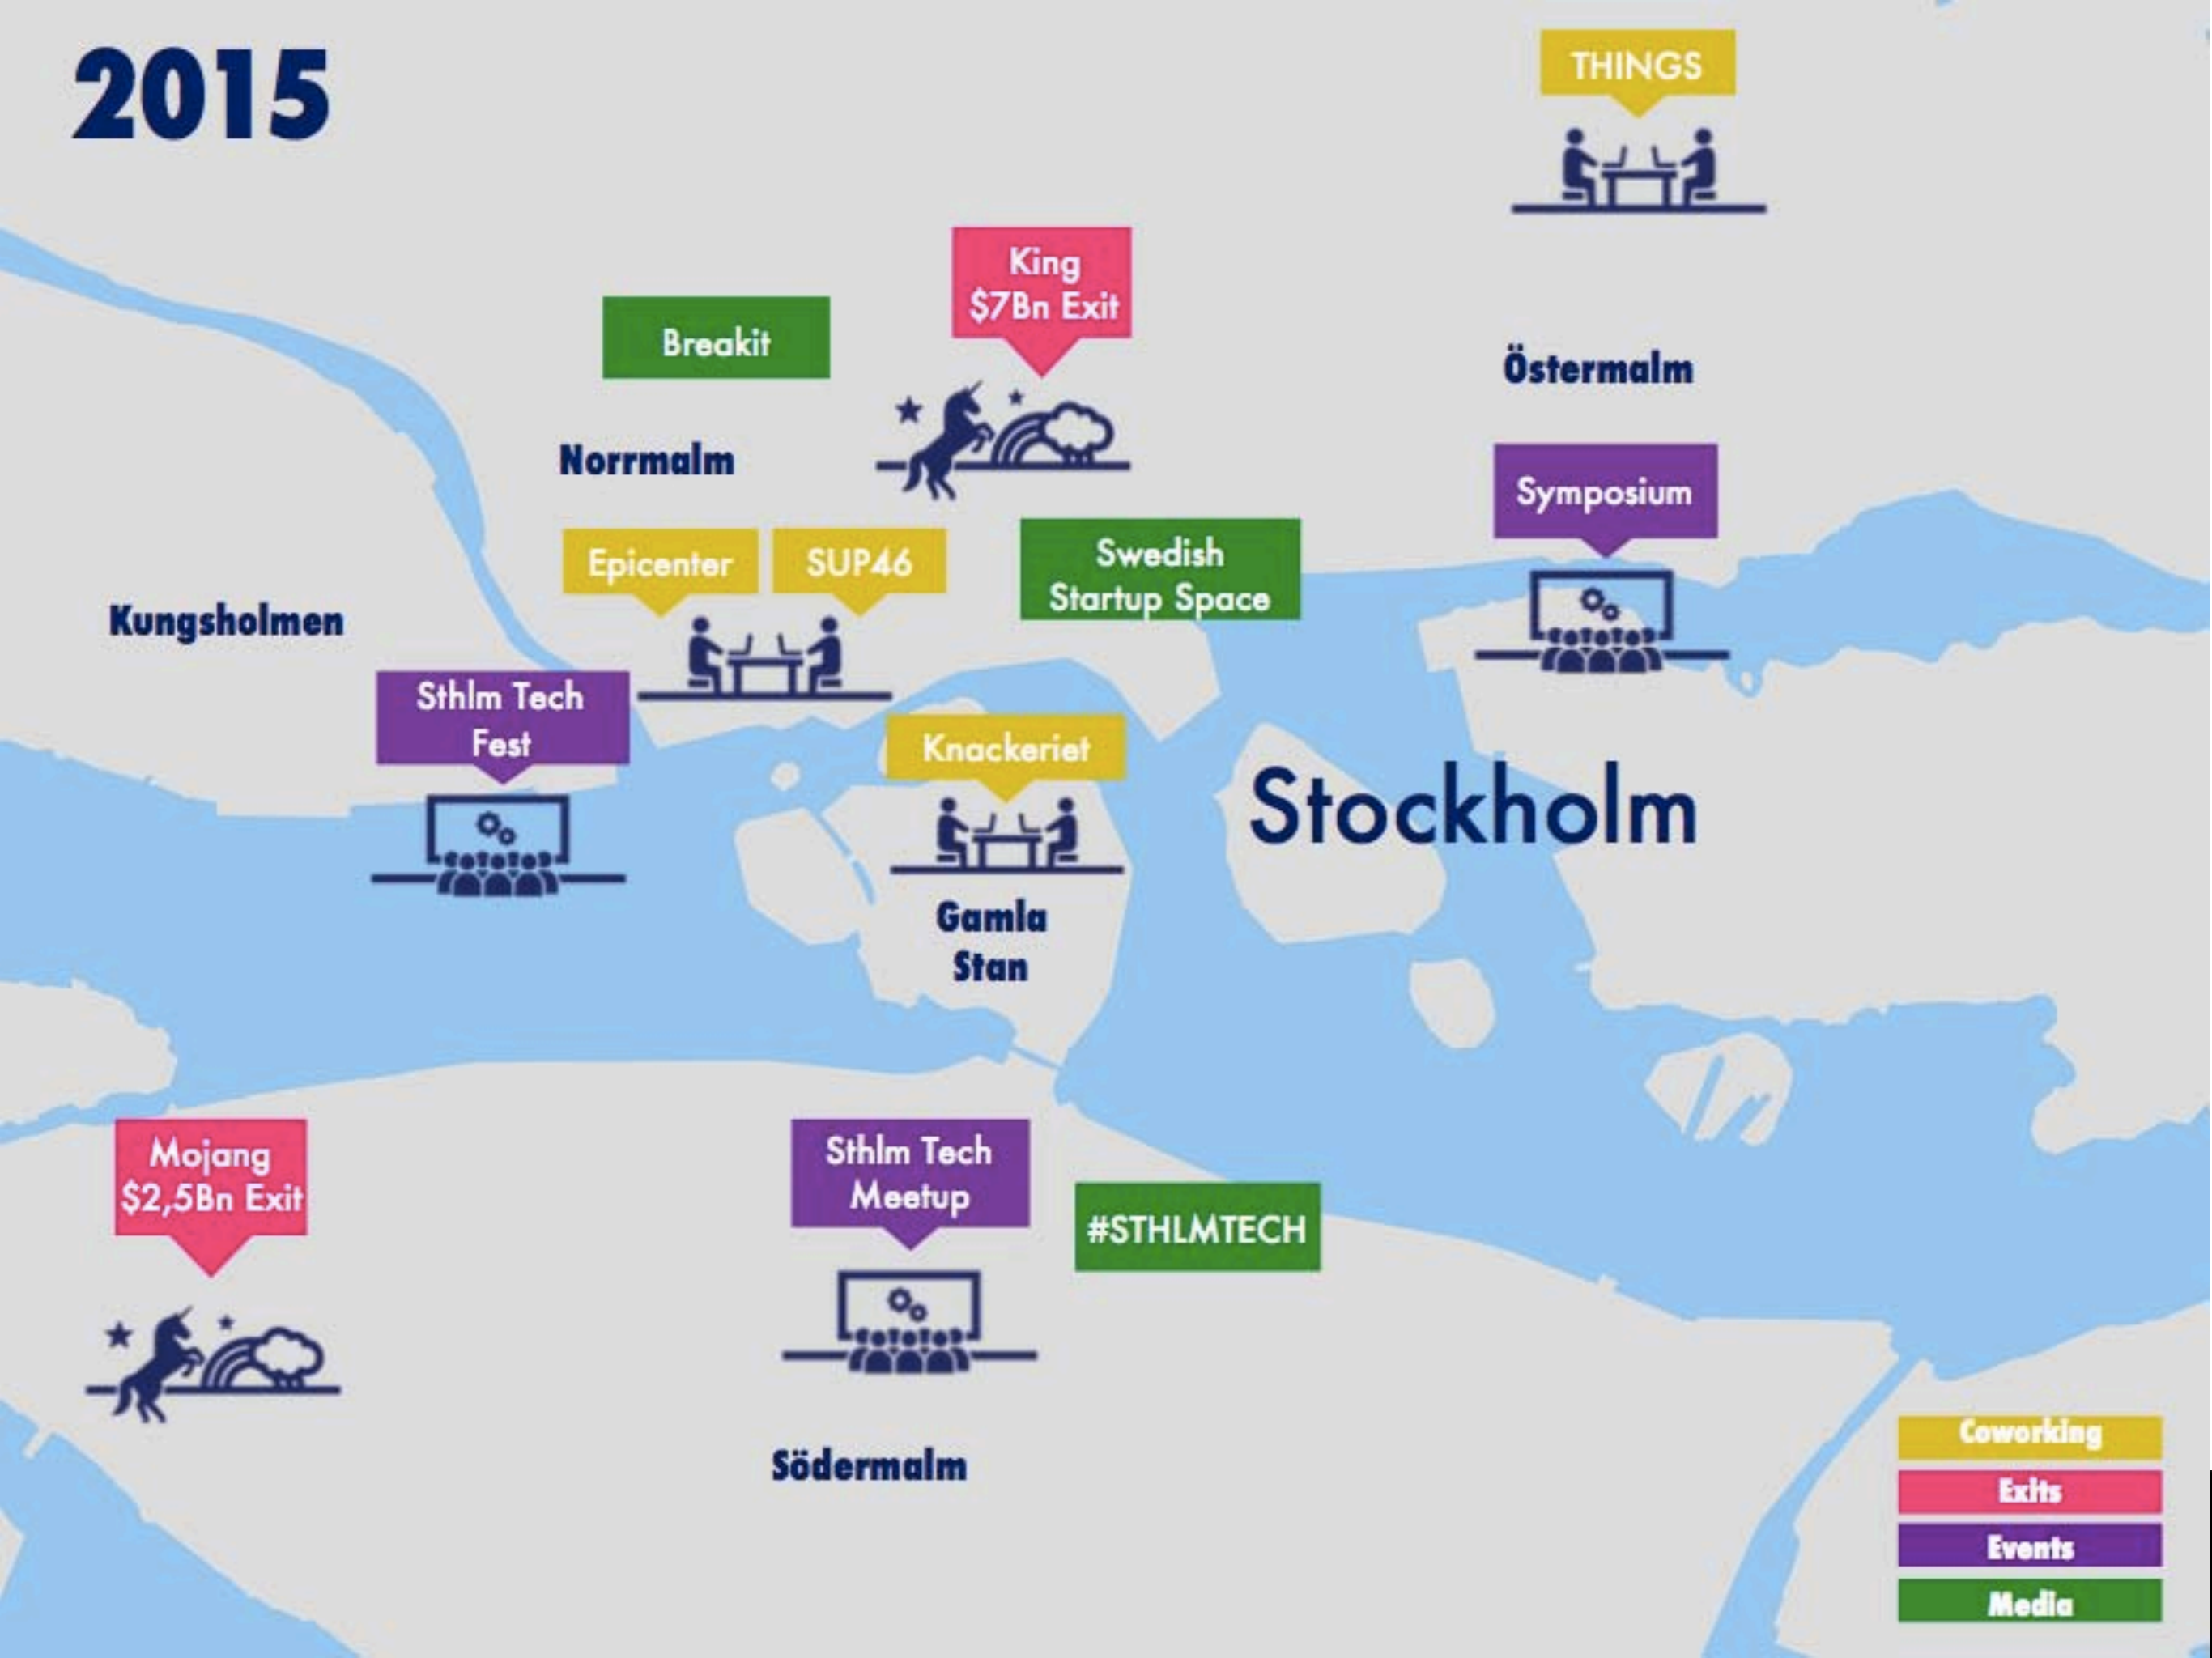 2015
THINGS
King
$7Bn Exit
Breakit
Östermalm
Norrmalm
Symposium
Epicenter
SUP46
Swedish
Startup Space
Kungsholmen
Sthlm Tech
Fest
Knackeriet
Stockholm
Gamla
Stan
Mojang
$2,5Bn Exit
Sthlm Tech
Meetup
#STHLMTECH
Södermalm
Coworking
Exits
Events
Media